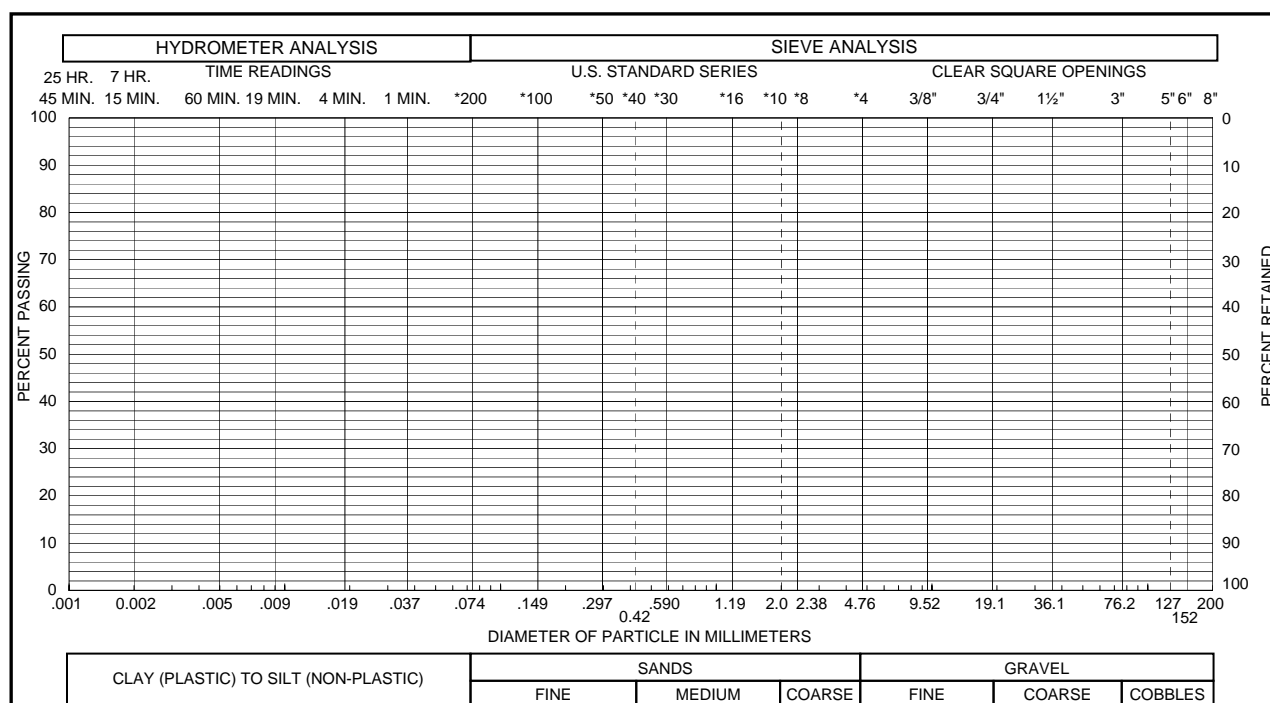 HYDROMETER ANALYSIS SIEVE ANALYSIS
25 HR. 7 HR. TIME READINGS U.S. STANDARD SERIES CLEAR SQUARE OPENINGS
45 MIN. 15 MIN. 60 MIN. 19 MIN. 4 MIN. 1 MIN. *200 *100 *50 *40 *30 *16 *10 *8 *4 3/8" 3/4" 1½" 3" 5" 6" 8"
100 0
90 10
80 20
70 30
60 40
50 50
40 60
30 70
20 80
10 90
0 100
PERCENT PASSING
PERCENT RETAINED
.001 0.002 .005 .009 .019 .037 .074 .149 .297 .590 1.19 2.0 2.38 4.76 9.52 19.1 36.1 76.2 127 200
0.42 152
DIAMETER OF PARTICLE IN MILLIMETERS
CLAY (PLASTIC) TO SILT (NON-PLASTIC) SANDS GRAVEL
FINE MEDIUM COARSE FINE COARSE COBBLES